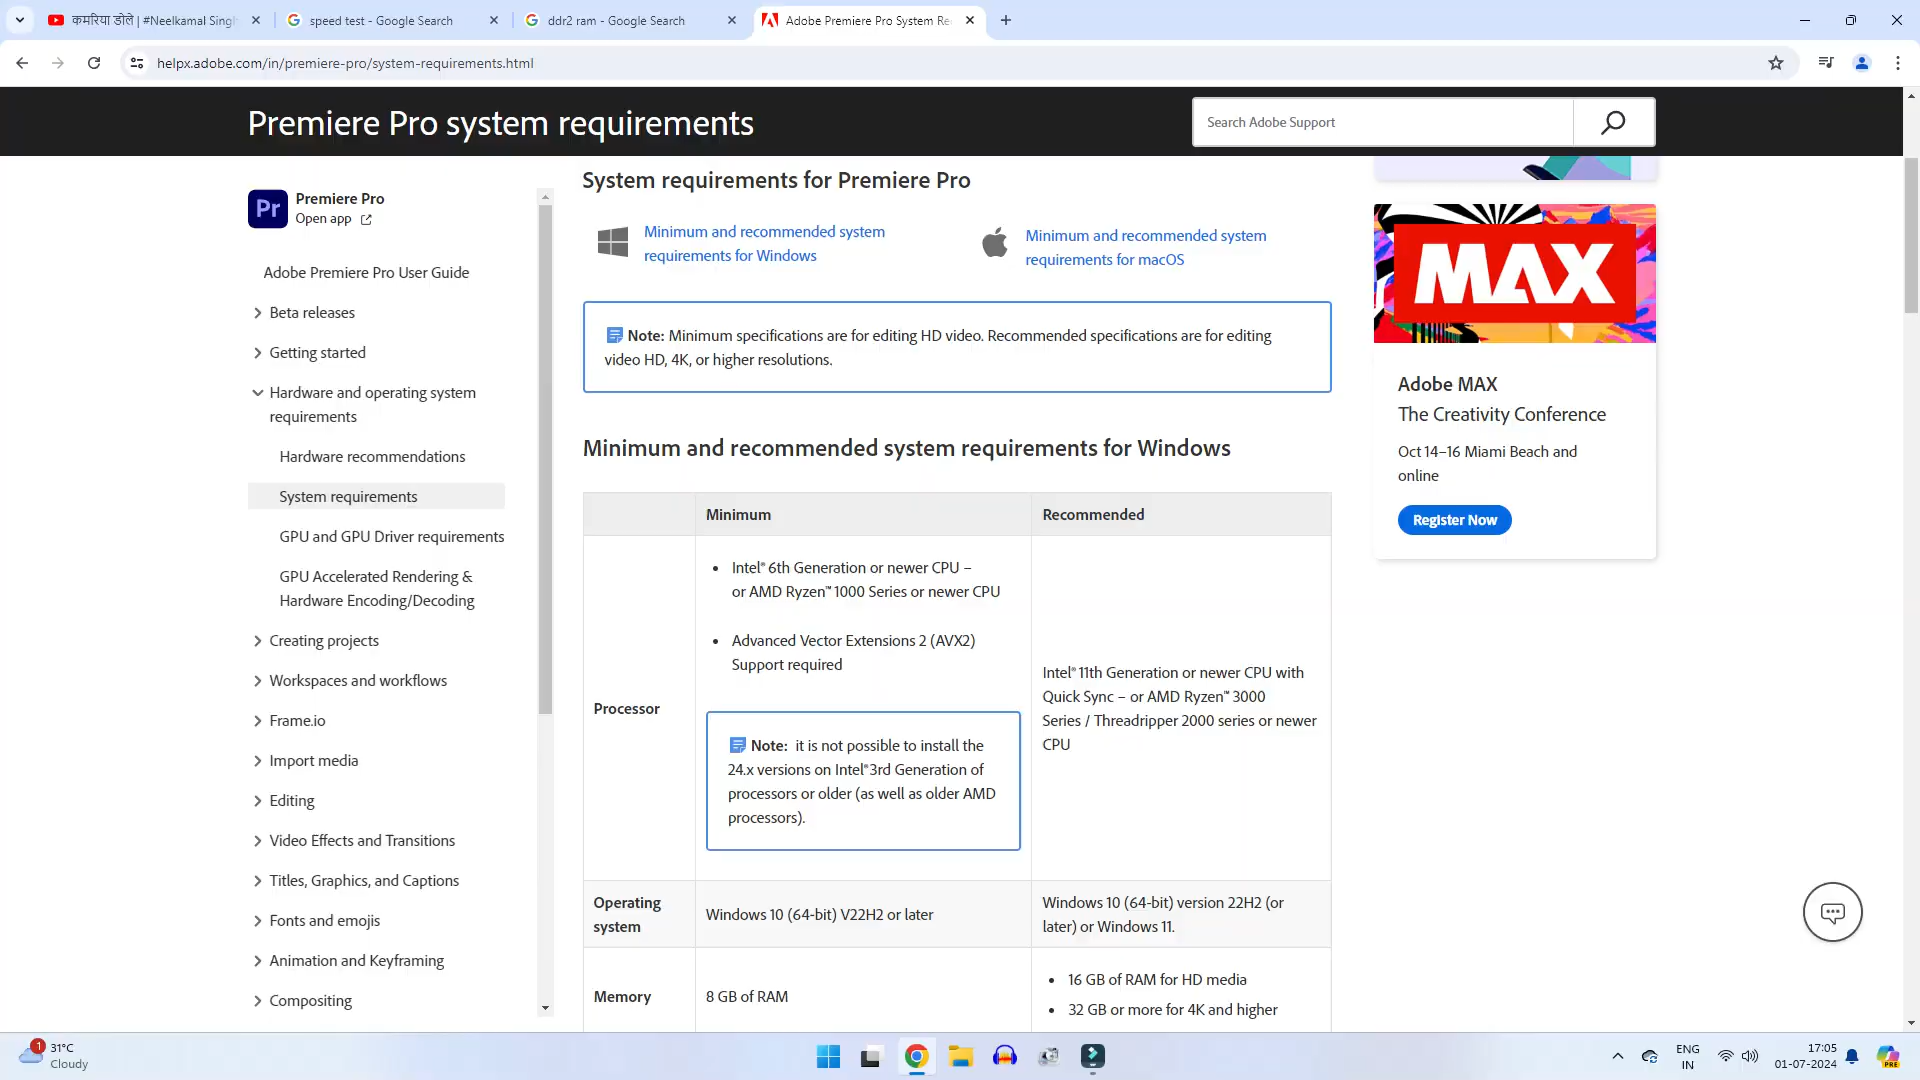 कमरिया डोले | #Neelkamal Singh
speed test - Google Search
ddr2 ram - Google Search
Adobe Premiere Pro System Re
helpx.adobe.com/in/premiere-pro/system-requirements.html
Premiere Pro system requirements
Search Adobe Support
Pr
Premiere Pro
Open app
Adobe Premiere Pro User Guide
Beta releases
Getting started
Hardware and operating system
requirements
Hardware recommendations
System requirements
GPU and GPU Driver requirements
GPU Accelerated Rendering &
Hardware Encoding/Decoding
Creating projects
Workspaces and workflows
Frame.io
Import media
Editing
Video Effects and Transitions
Titles, Graphics, and Captions
Fonts and emojis
Animation and Keyframing
Compositing
System requirements for Premiere Pro
Minimum and recommended system
requirements for Windows
Minimum and recommended system
requirements for macOS
Note: Minimum specifications are for editing HD video. Recommended specifications are for editing
video HD, 4K, or higher resolutions.
Minimum and recommended system requirements for Windows
Minimum
Recommended
Processor
• Intel® 6th Generation or newer CPU –
or AMD Ryzen™ 1000 Series or newer CPU
• Advanced Vector Extensions 2 (AVX2)
Support required
Note: it is not possible to install the
24.x versions on Intel®3rd Generation of
processors or older (as well as older AMD
processors).
Intel® 11th Generation or newer CPU with
Quick Sync – or AMD Ryzen™ 3000
Series / Threadripper 2000 series or newer
CPU
Operating
system
Windows 10 (64-bit) V22H2 or later
Windows 10 (64-bit) version 22H2 (or
later) or Windows 11.
Memory
8 GB of RAM
• 16 GB of RAM for HD media
• 32 GB or more for 4K and higher
MAX
Adobe MAX
The Creativity Conference
Oct 14–16 Miami Beach and
online
Register Now
1
31°C
Cloudy
ENG
IN
17:05
01-07-2024
PRE